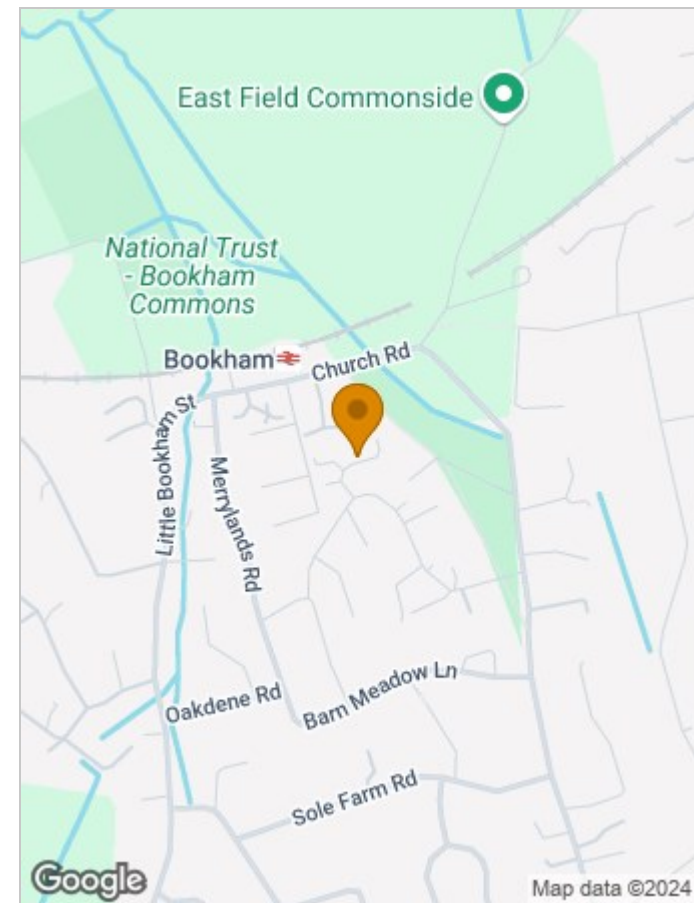 East Field Commonside
National Trust
- Bookham
Commons
Bookham
Church Rd
Little Bookham St
Merrylands Rd
Oakdene Rd
Barn Meadow Ln
Sole Farm Rd
Google
Map data ©2024